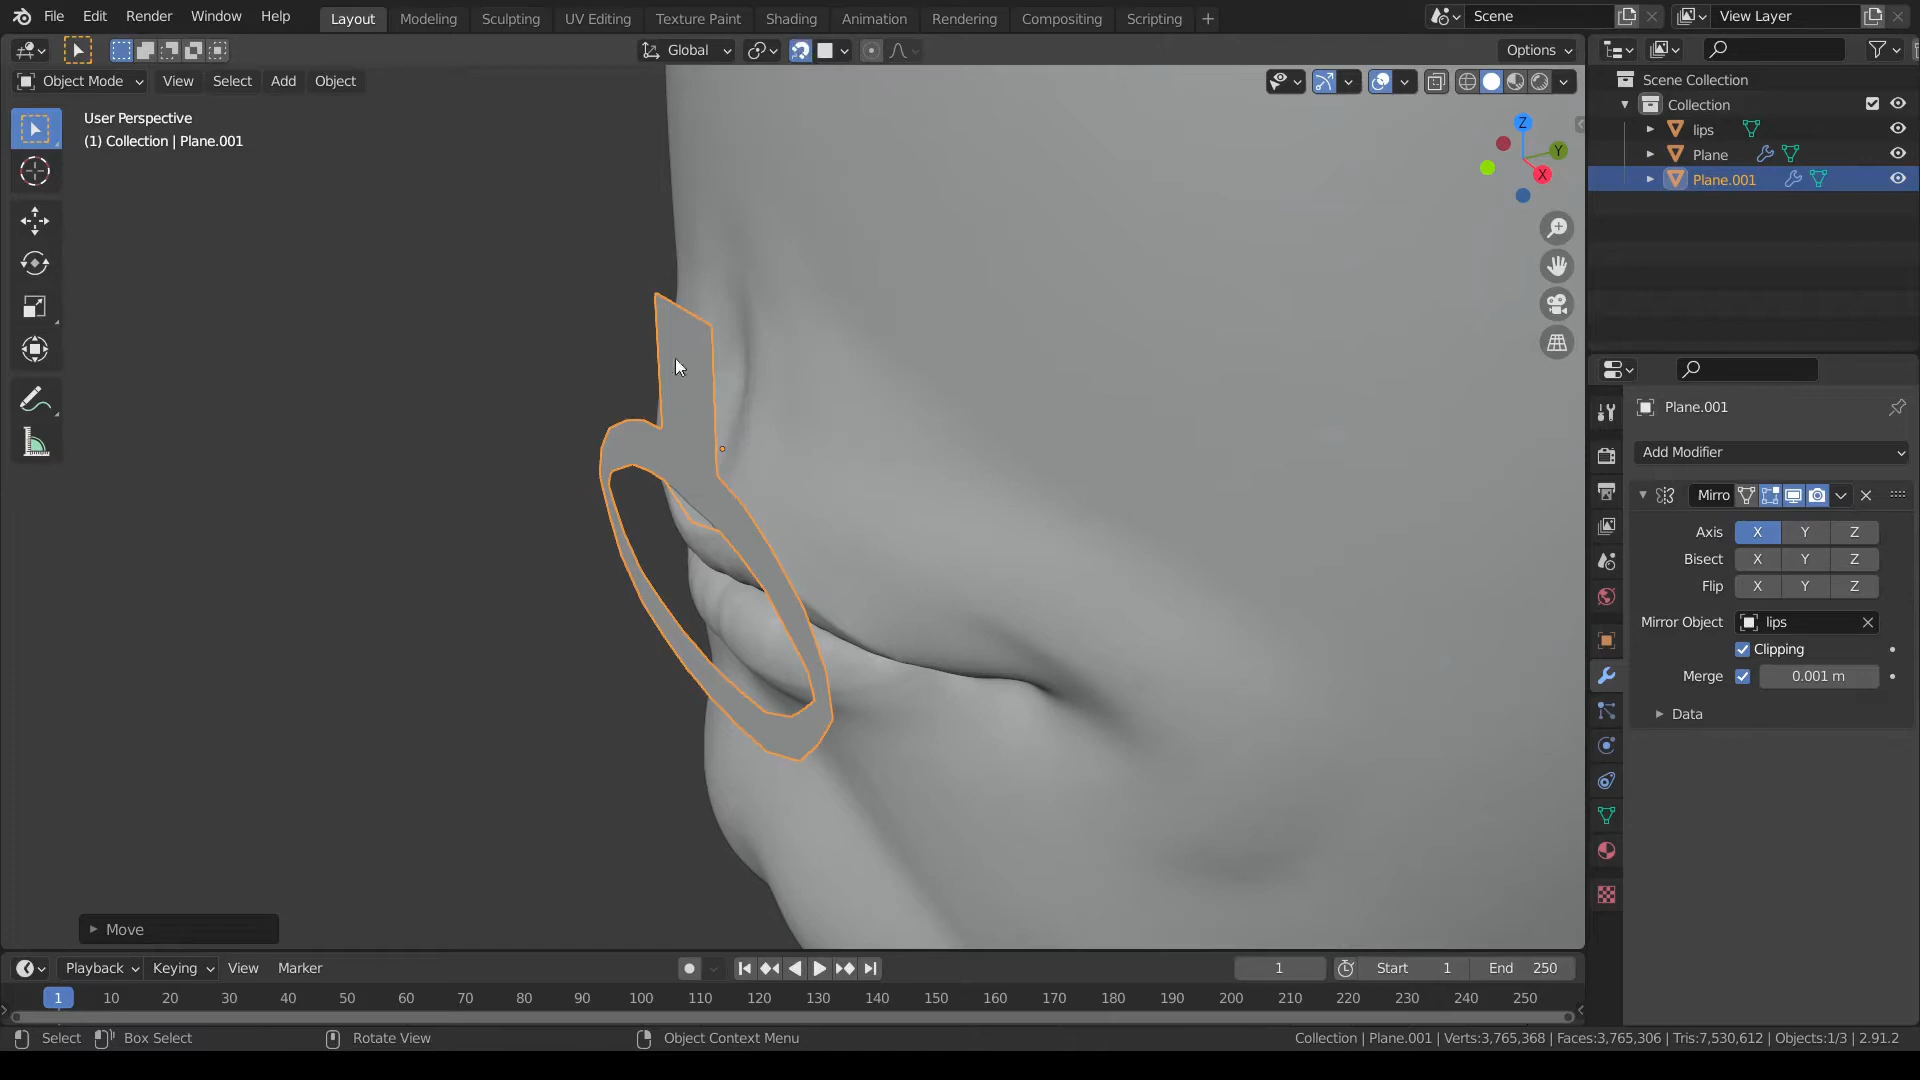 File Edit Render Window Help Layout Modeling Sculpting UV Editing Texture Paint Shading Animation Rendering Compositing Scripting + Scene View Layer
Global Options
Object Mode View Select Add Object
User Perspective
(1) Collection | Plane.001
Z
Y
X
Scene Collection
Collection
lips
Plane
Plane.001
Plane.001
Add Modifier
Mirro
Axis X Y Z
Bisect X Y Z
Flip X Y Z
Mirror Object lips
Clipping
Merge 0.001 m
Data
Move
Playback Keying View Marker 1 Start 1 End 250
1 10 20 30 40 50 60 70 80 90 100 110 120 130 140 150 160 170 180 190 200 210 220 230 240 250
Select Box Select Rotate View Object Context Menu Collection | Plane.001 | Verts:3,765,368 | Faces:3,765,306 | Tris:7,530,612 | Objects:1/3 | 2.91.2